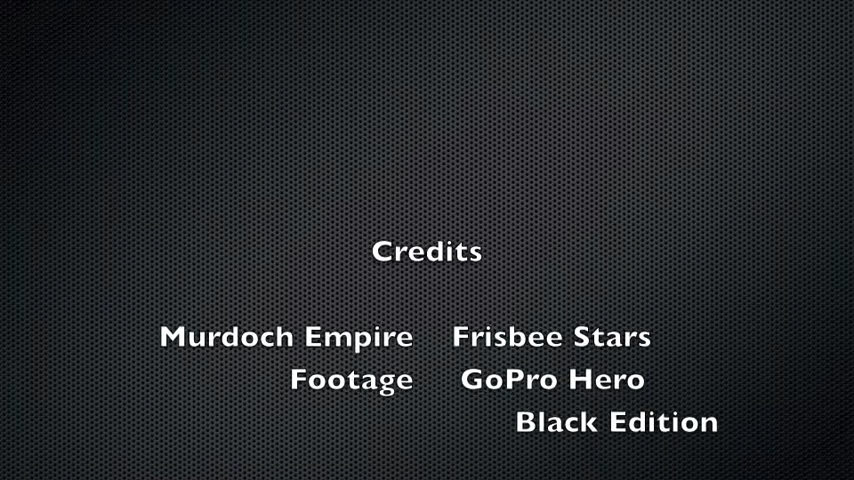 Credits
Murdoch Empire Frisbee Stars
Footage GoPro Hero
Black Edition